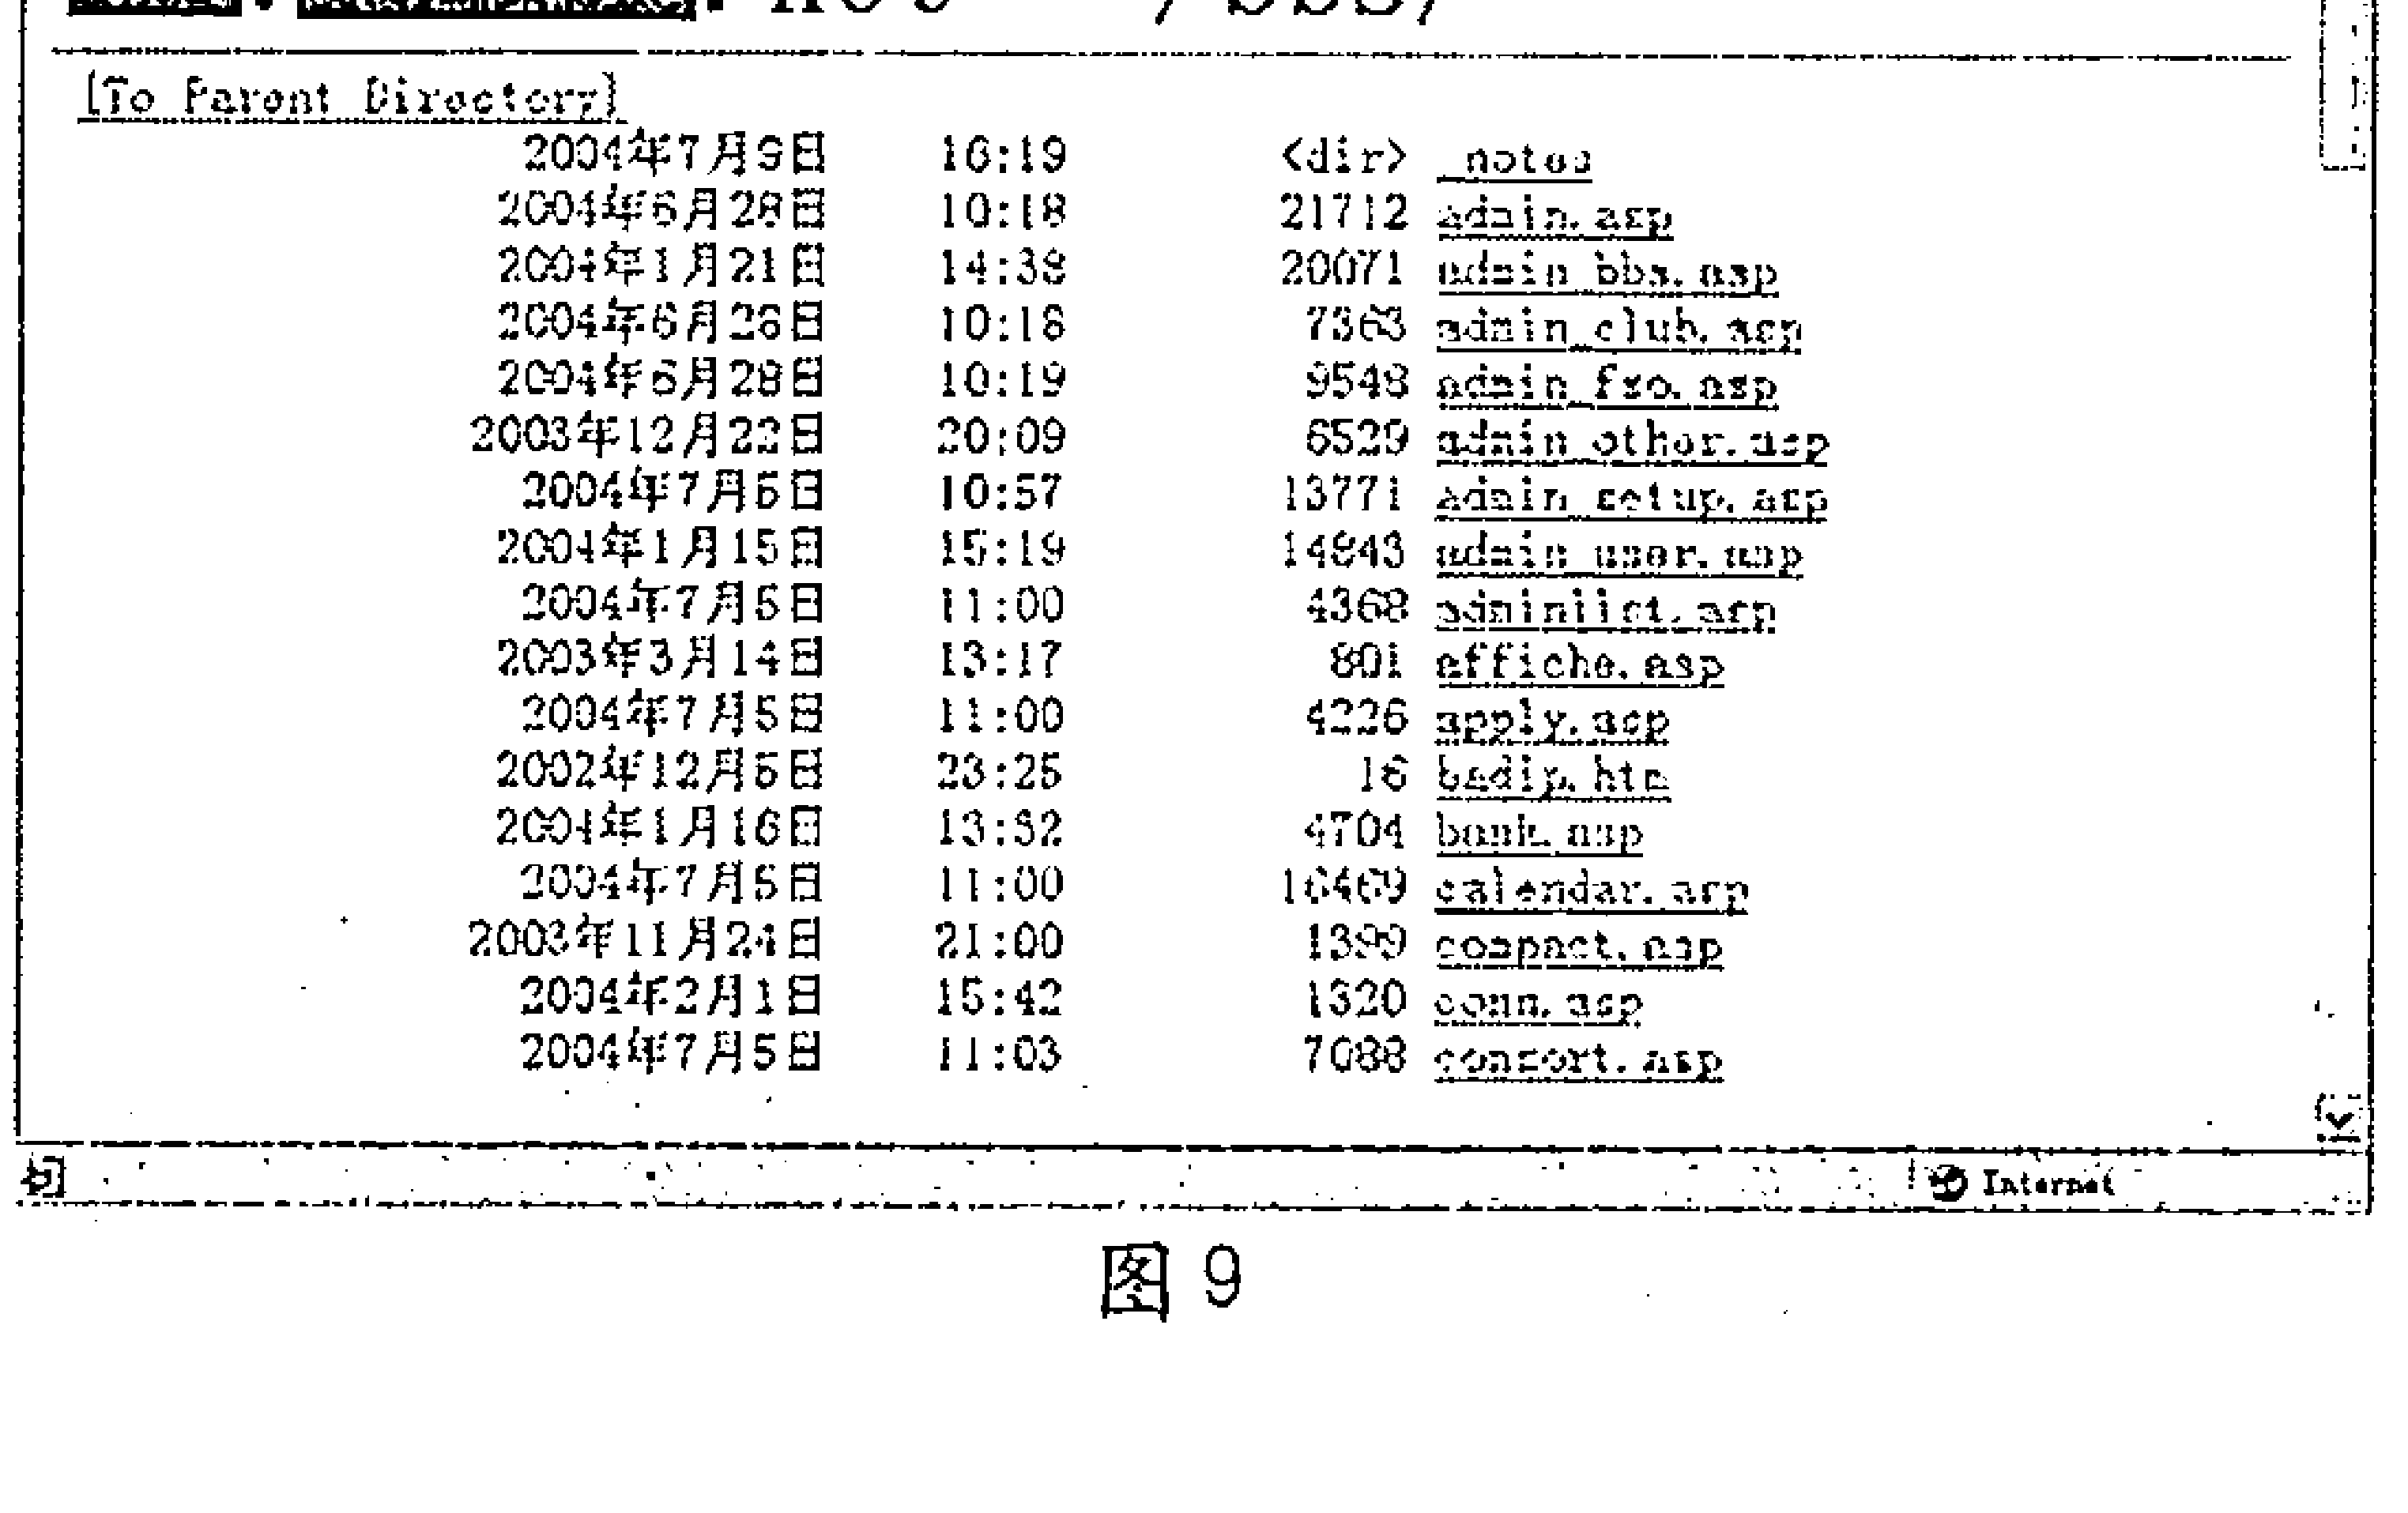 /bbs/
[To Parent Directory]
2004年7月9日 16:19 <dir> _notes
2004年6月28日 10:18 21712 admin.asp
2004年1月21日 14:38 20071 admin_bbs.asp
2004年6月28日 10:18 7363 admin_club.asp
2004年6月28日 10:19 9548 admin_fso.asp
2003年12月22日 20:09 6529 admin_other.asp
2004年7月5日 10:57 13771 admin_setup.asp
2004年1月15日 15:19 14843 admin_user.asp
2004年7月5日 11:00 4368 adminlist.asp
2003年3月14日 13:17 801 affiche.asp
2004年7月5日 11:00 4226 apply.asp
2002年12月5日 23:25 16 badip.htm
2004年1月16日 13:32 4704 bank.asp
2004年7月5日 11:00 16469 calendar.asp
2003年11月24日 21:00 1399 compact.asp
2004年2月1日 15:42 1320 conn.asp
2004年7月5日 11:03 7088 consort.asp
Internet
图9